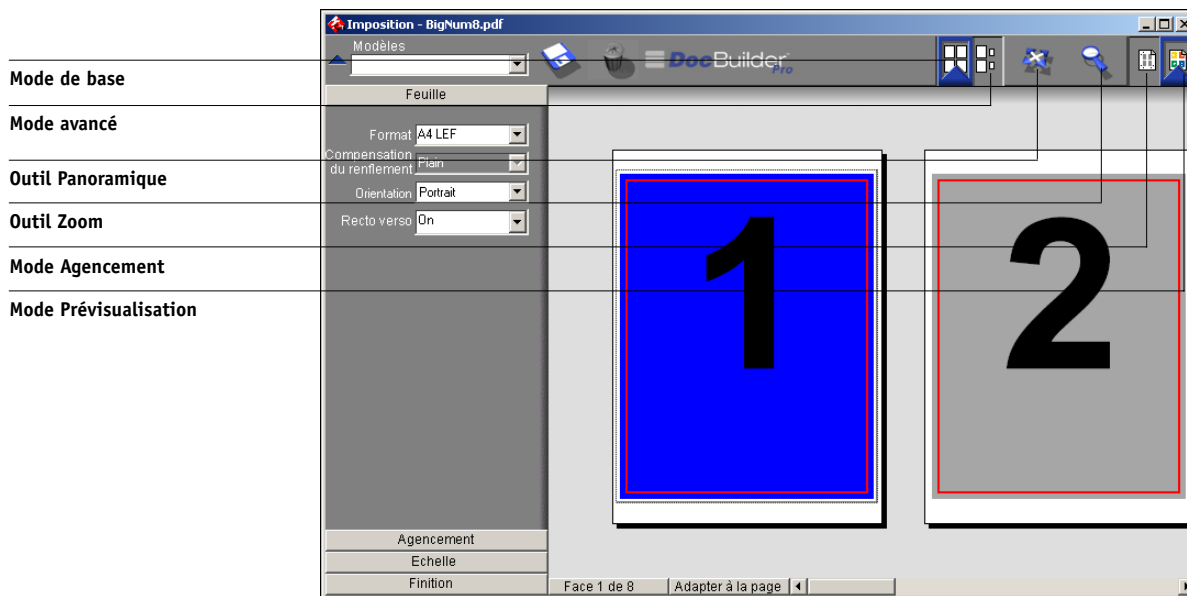 Imposition - BigNum8.pdf
Modèles
DocBuilder Pro
Mode de base
Mode avancé
Outil Panoramique
Outil Zoom
Mode Agencement
Mode Prévisualisation
Feuille
Format A4 LEF
Compensation
du renflement Plain
Orientation Portrait
Recto verso On
1
2
Agencement
Echelle
Finition
Face 1 de 8
Adapter à la page